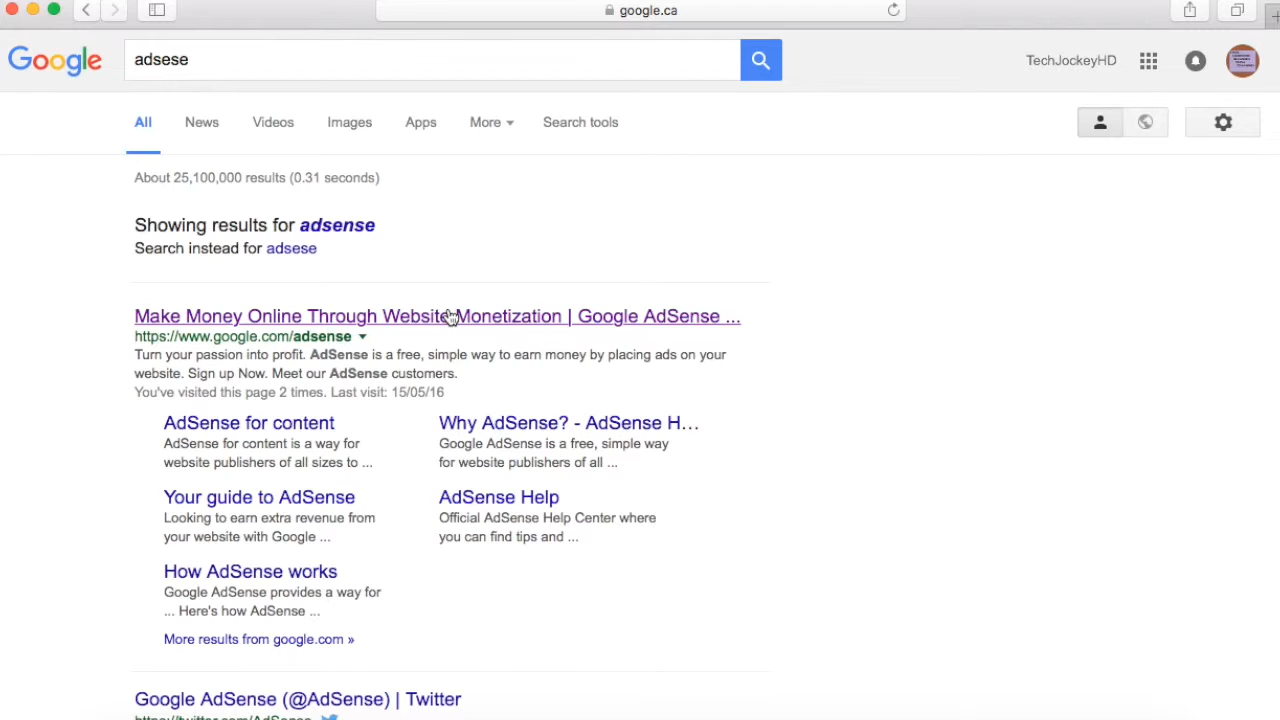 google.ca
Google
adsese
TechJockeyHD
All News Videos Images Apps More Search tools
About 25,100,000 results (0.31 seconds)
Showing results for adsense
Search instead for adsese
Make Money Online Through Website Monetization | Google AdSense ...
https://www.google.com/adsense
Turn your passion into profit. AdSense is a free, simple way to earn money by placing ads on your
website. Sign up Now. Meet our AdSense customers.
You've visited this page 2 times. Last visit: 15/05/16
AdSense for content
AdSense for content is a way for
website publishers of all sizes to ...
Why AdSense? - AdSense H...
Google AdSense is a free, simple way
for website publishers of all ...
Your guide to AdSense
Looking to earn extra revenue from
your website with Google ...
AdSense Help
Official AdSense Help Center where
you can find tips and ...
How AdSense works
Google AdSense provides a way for
... Here's how AdSense ...
More results from google.com »
Google AdSense (@AdSense) | Twitter
https://twitter.com/AdSense